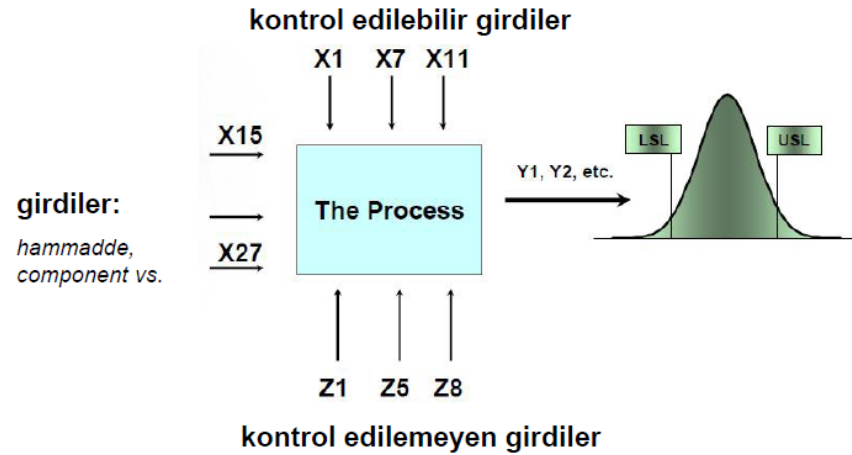 kontrol edilebilir girdiler
X1 X7 X11
X15
LSL
USL
Y1, Y2, etc.
The Process
girdiler:
hammadde,
component vs.
X27
Z1 Z5 Z8
kontrol edilemeyen girdiler